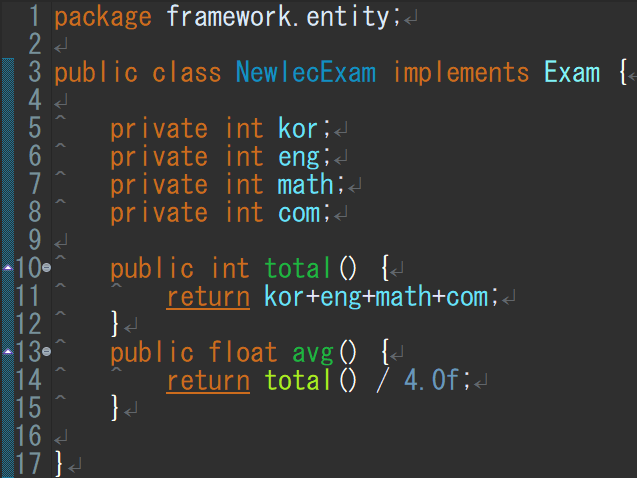 1 package framework.entity;
2
3 public class NewlecExam implements Exam {
4
5 private int kor;
6 private int eng;
7 private int math;
8 private int com;
9
10 public int total() {
11 return kor+eng+math+com;
12 }
13 public float avg() {
14 return total() / 4.0f;
15 }
16
17 }